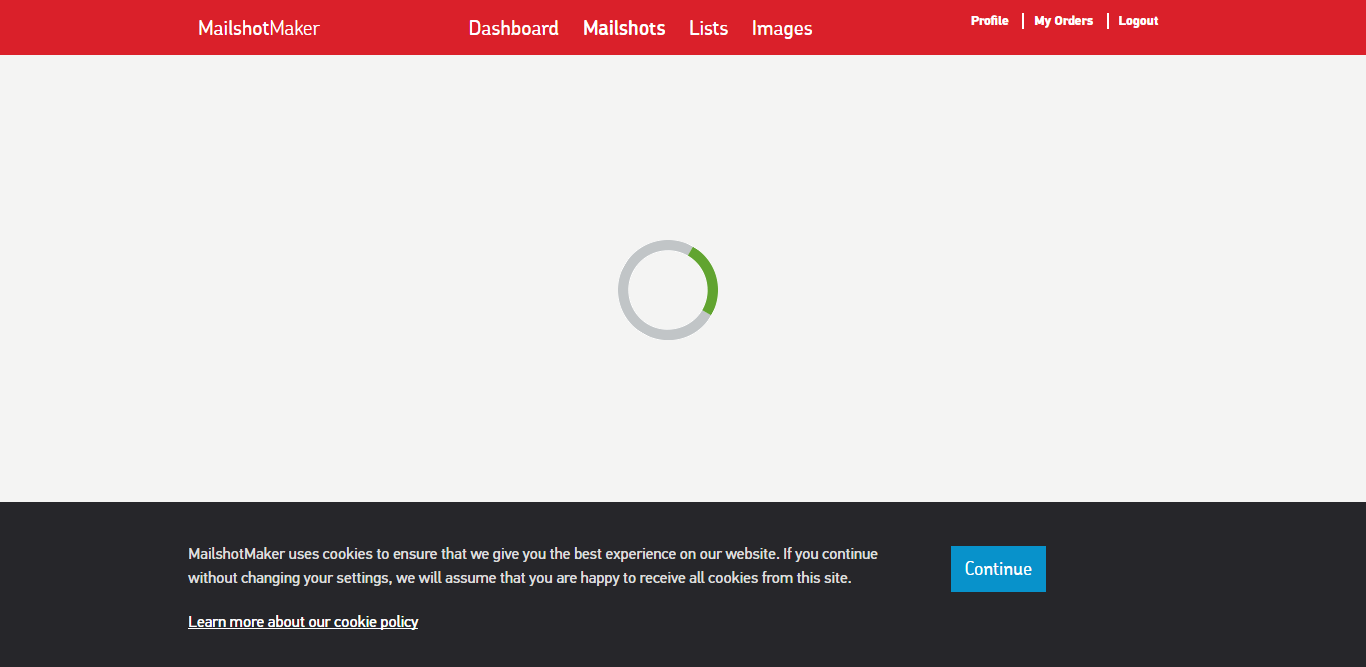 MailshotMaker Dashboard Mailshots Lists Images Profile My Orders Logout
MailshotMaker uses cookies to ensure that we give you the best experience on our website. If you continue
without changing your settings, we will assume that you are happy to receive all cookies from this site.
Continue
Learn more about our cookie policy